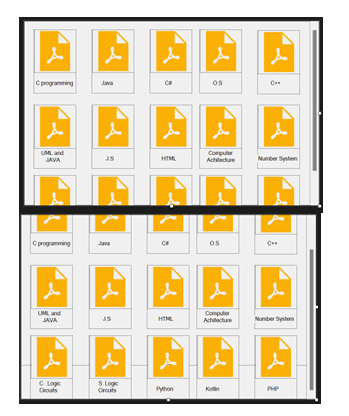 C programming Java C# O.S C++
UML and JAVA J.S HTML Computer Achitecture Number System
C programming Java C# O.S C++
UML and JAVA J.S HTML Computer Achitecture Number System
C . Logic Circuits S. Logic Circuits Python Kotlin PHP